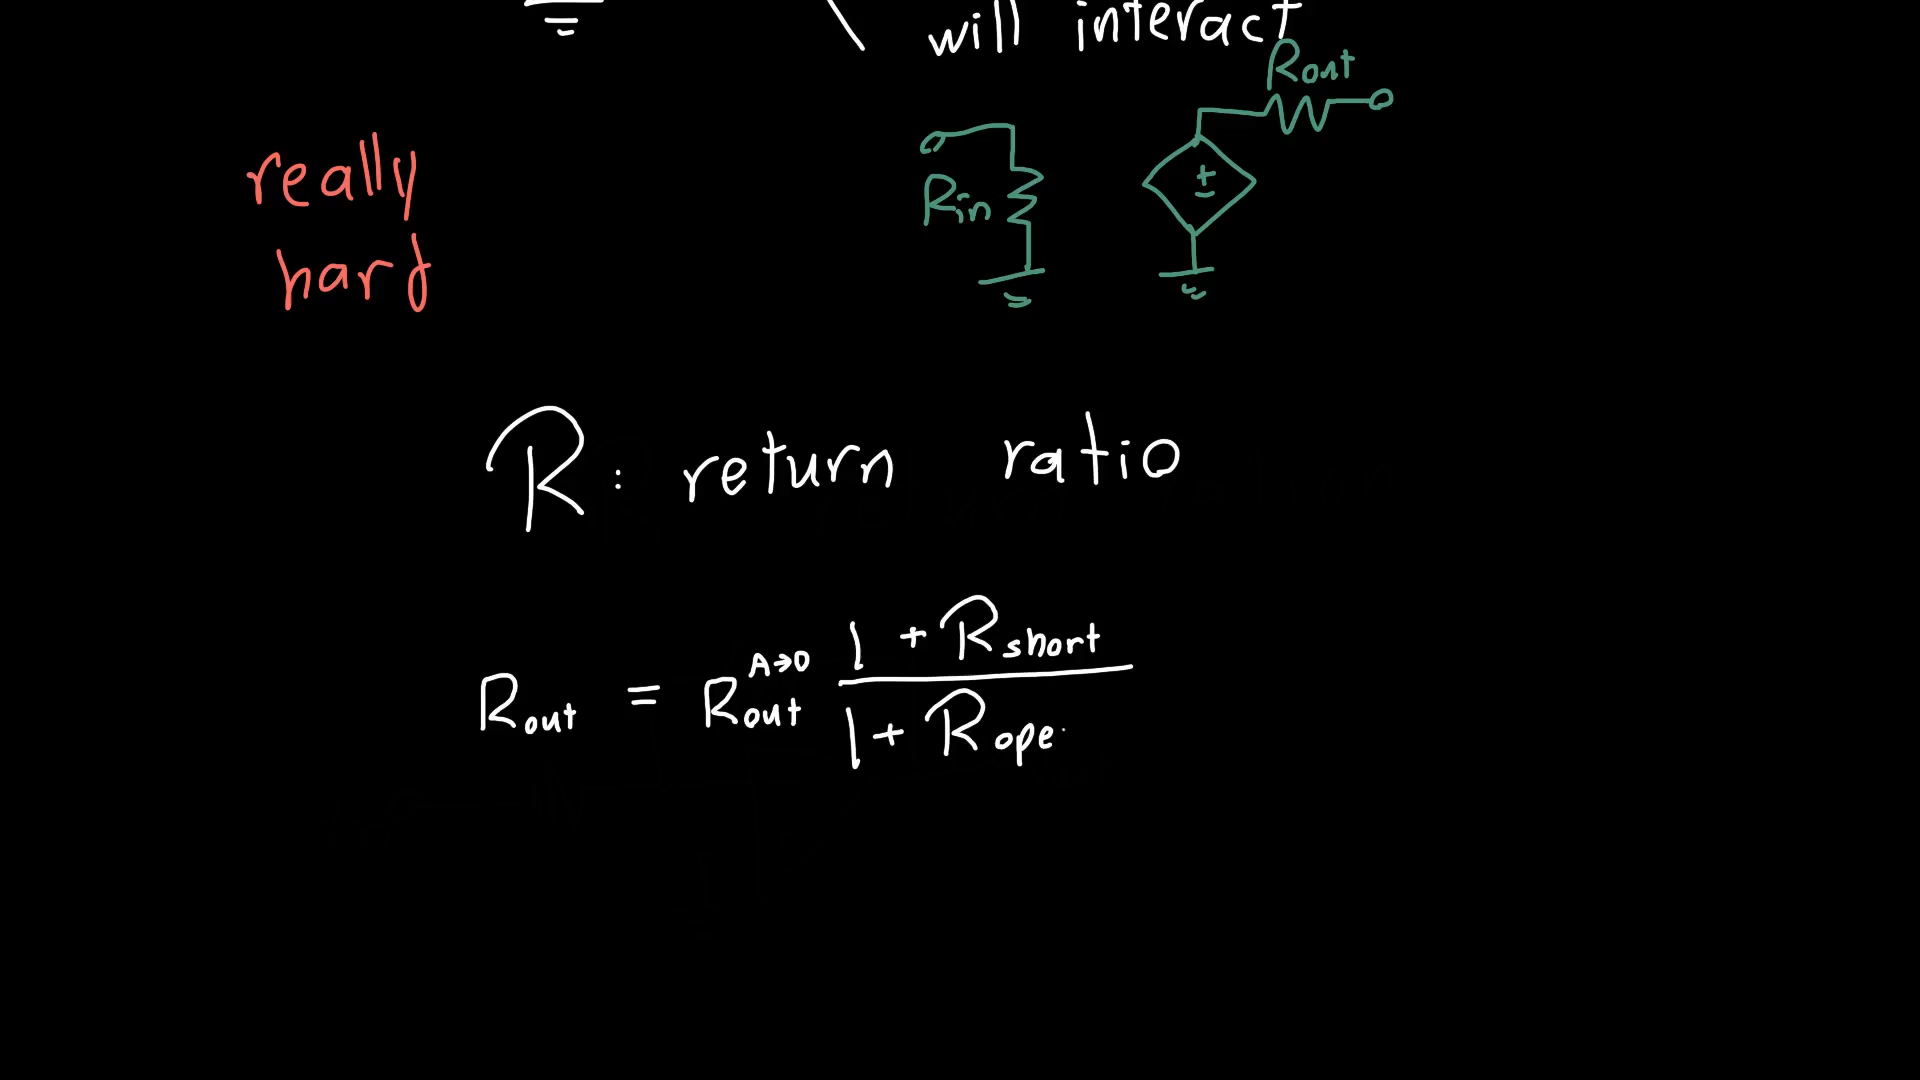 will interact
Rout
Rin
±
really
hard
R: return ratio
Rout = Rout^A→0 (1 + Rshort) / (1 + Rope